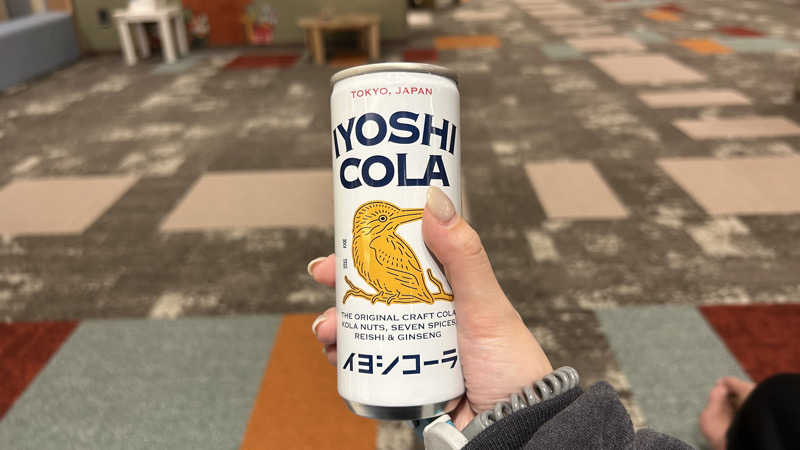 TOKYO, JAPAN
IYOSHI
COLA
THE ORIGINAL CRAFT COLA
KOLA NUTS, SEVEN SPICES,
REISHI & GINSENG
イヨシコーラ